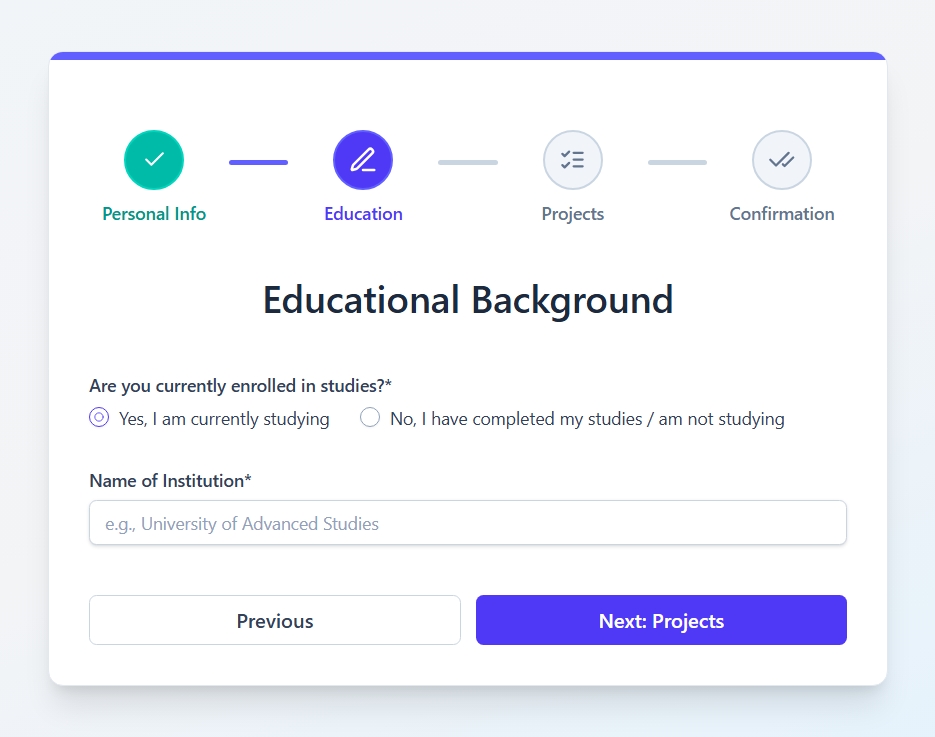 Personal Info
Education
Projects
Confirmation
Educational Background
Are you currently enrolled in studies?*
Yes, I am currently studying
No, I have completed my studies / am not studying
Name of Institution*
e.g., University of Advanced Studies
Previous
Next: Projects